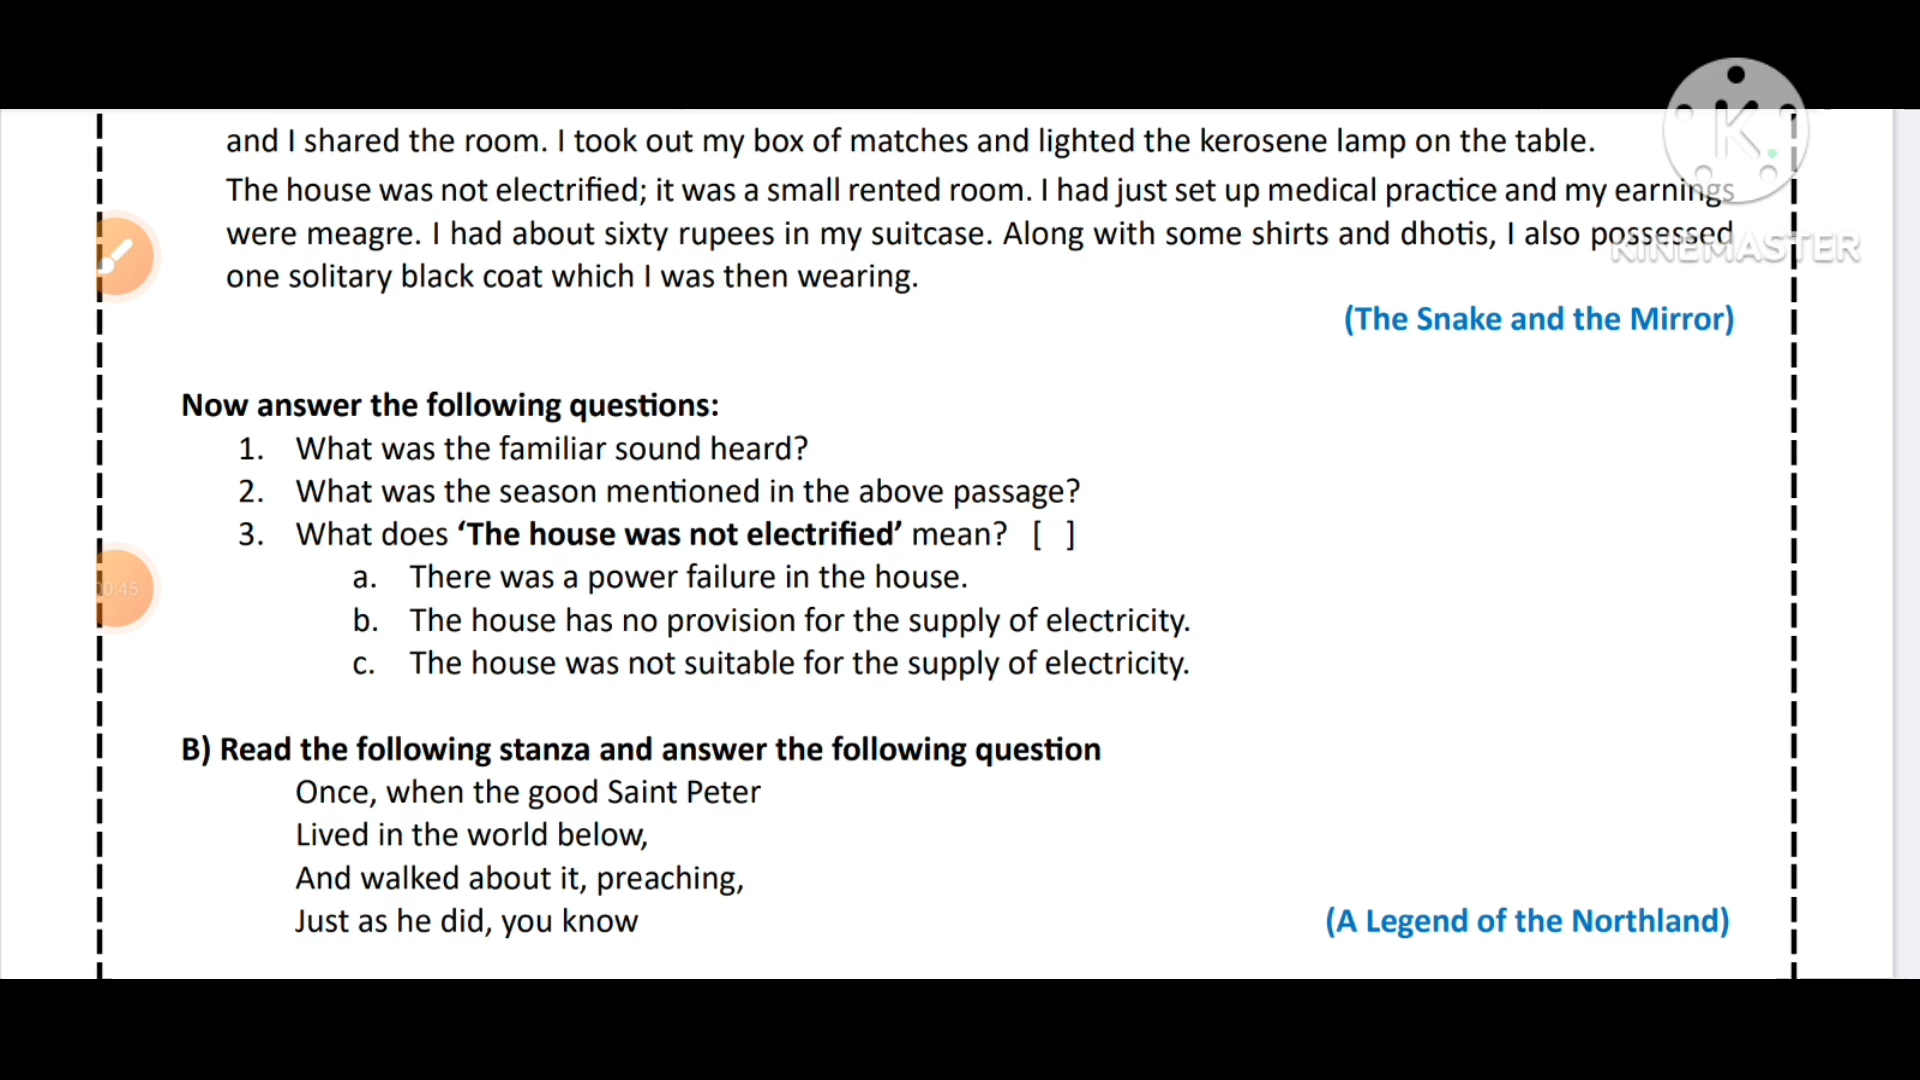 and I shared the room. I took out my box of matches and lighted the kerosene lamp on the table.
The house was not electrified; it was a small rented room. I had just set up medical practice and my earnings
were meagre. I had about sixty rupees in my suitcase. Along with some shirts and dhotis, I also possessed
one solitary black coat which I was then wearing.
(The Snake and the Mirror)
Now answer the following questions:
1. What was the familiar sound heard?
2. What was the season mentioned in the above passage?
3. What does ‘The house was not electrified’ mean? [ ]
a. There was a power failure in the house.
b. The house has no provision for the supply of electricity.
c. The house was not suitable for the supply of electricity.
B) Read the following stanza and answer the following question
Once, when the good Saint Peter
Lived in the world below,
And walked about it, preaching,
Just as he did, you know
(A Legend of the Northland)
K
KINEMASTER
00:45